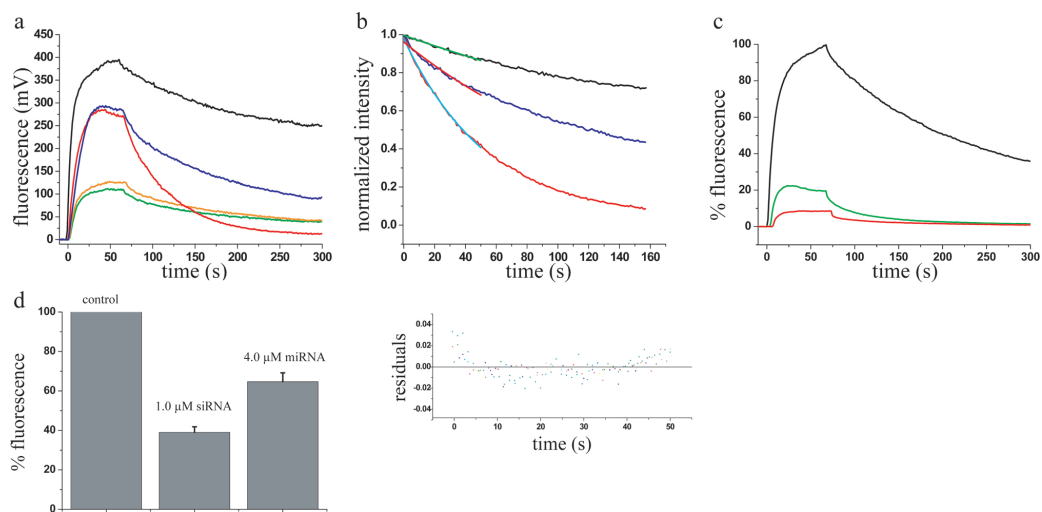 a
fluorescence (mV)
450
400
350
300
250
200
150
100
50
0
0 50 100 150 200 250 300
time (s)
b
normalized intensity
1.0
0.8
0.6
0.4
0.2
0.0
0 20 40 60 80 100 120 140 160
time (s)
c
% fluorescence
100
80
60
40
20
0
0 50 100 150 200 250 300
time (s)
d
% fluorescence
100
80
60
40
20
0
control
1.0 µM siRNA
4.0 µM miRNA
residuals
0.04
0.02
0.00
-0.02
-0.04
0 10 20 30 40 50
time (s)